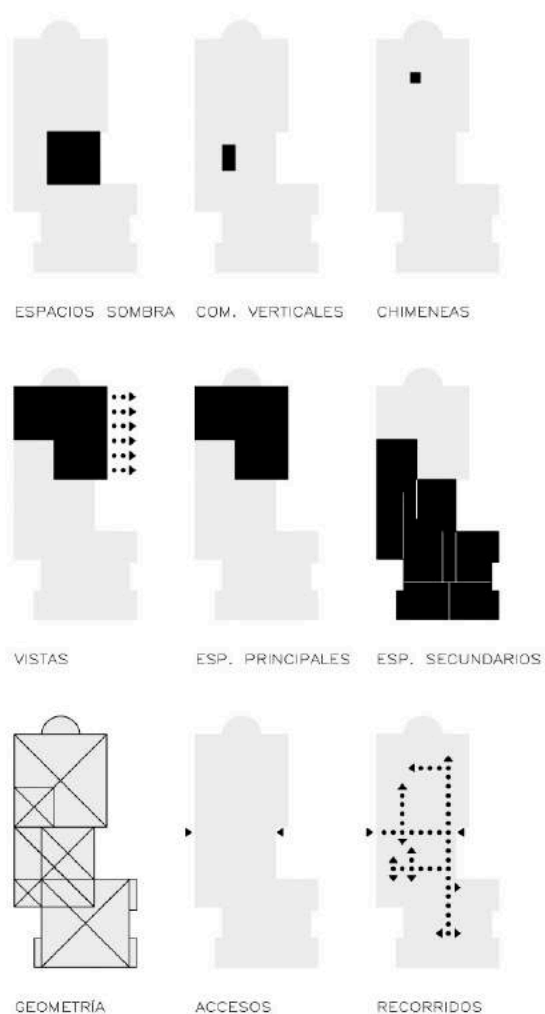 ESPACIOS SOMBRA COM. VERTICALES CHIMENEAS
VISTAS ESP. PRINCIPALES ESP. SECUNDARIOS
GEOMETRÍA ACCESOS RECORRIDOS